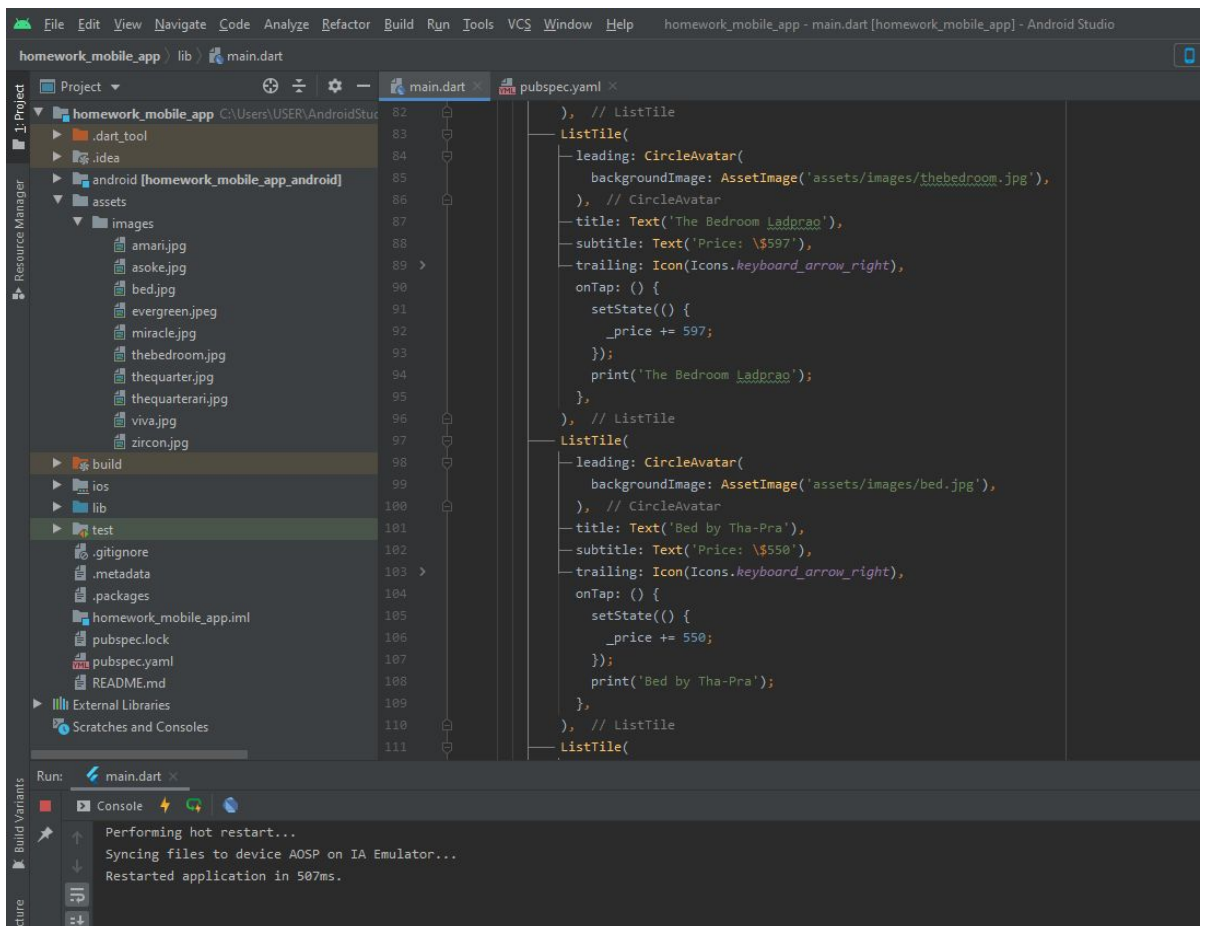 File Edit View Navigate Code Analyze Refactor Build Run Tools VCS Window Help homework_mobile_app - main.dart [homework_mobile_app] - Android Studio
homework_mobile_app lib main.dart
1: Project
Resource Manager
Build Variants
Project
homework_mobile_app C:\Users\USER\AndroidStuc
.dart_tool
.idea
android [homework_mobile_app_android]
assets
images
amari.jpg
asoke.jpg
bed.jpg
evergreen.jpeg
miracle.jpg
thebedroom.jpg
thequarter.jpg
thequarterari.jpg
viva.jpg
zircon.jpg
build
ios
lib
test
.gitignore
.metadata
.packages
homework_mobile_app.iml
pubspec.lock
pubspec.yaml
README.md
External Libraries
Scratches and Consoles
main.dart pubspec.yaml
82 ), // ListTile
83 ListTile(
84 leading: CircleAvatar(
85 backgroundImage: AssetImage('assets/images/thebedroom.jpg'),
86 ), // CircleAvatar
87 title: Text('The Bedroom Ladprao'),
88 subtitle: Text('Price: \$597'),
89 trailing: Icon(Icons.keyboard_arrow_right),
90 onTap: () {
91 setState(() {
92 _price += 597;
93 });
94 print('The Bedroom Ladprao');
95 },
96 ), // ListTile
97 ListTile(
98 leading: CircleAvatar(
99 backgroundImage: AssetImage('assets/images/bed.jpg'),
100 ), // CircleAvatar
101 title: Text('Bed by Tha-Pra'),
102 subtitle: Text('Price: \$550'),
103 trailing: Icon(Icons.keyboard_arrow_right),
104 onTap: () {
105 setState(() {
106 _price += 550;
107 });
108 print('Bed by Tha-Pra');
109 },
110 ), // ListTile
111 ListTile(
Run: main.dart
Console
Performing hot restart...
Syncing files to device AOSP on IA Emulator...
Restarted application in 507ms.